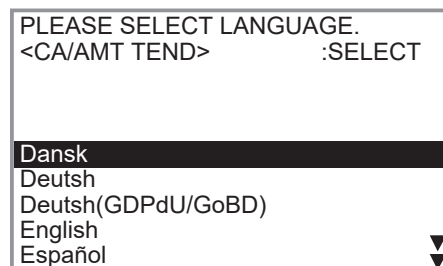 PLEASE SELECT LANGUAGE.
<CA/AMT TEND> :SELECT
Dansk
Deutsh
Deutsh(GDPdU/GoBD)
English
Español